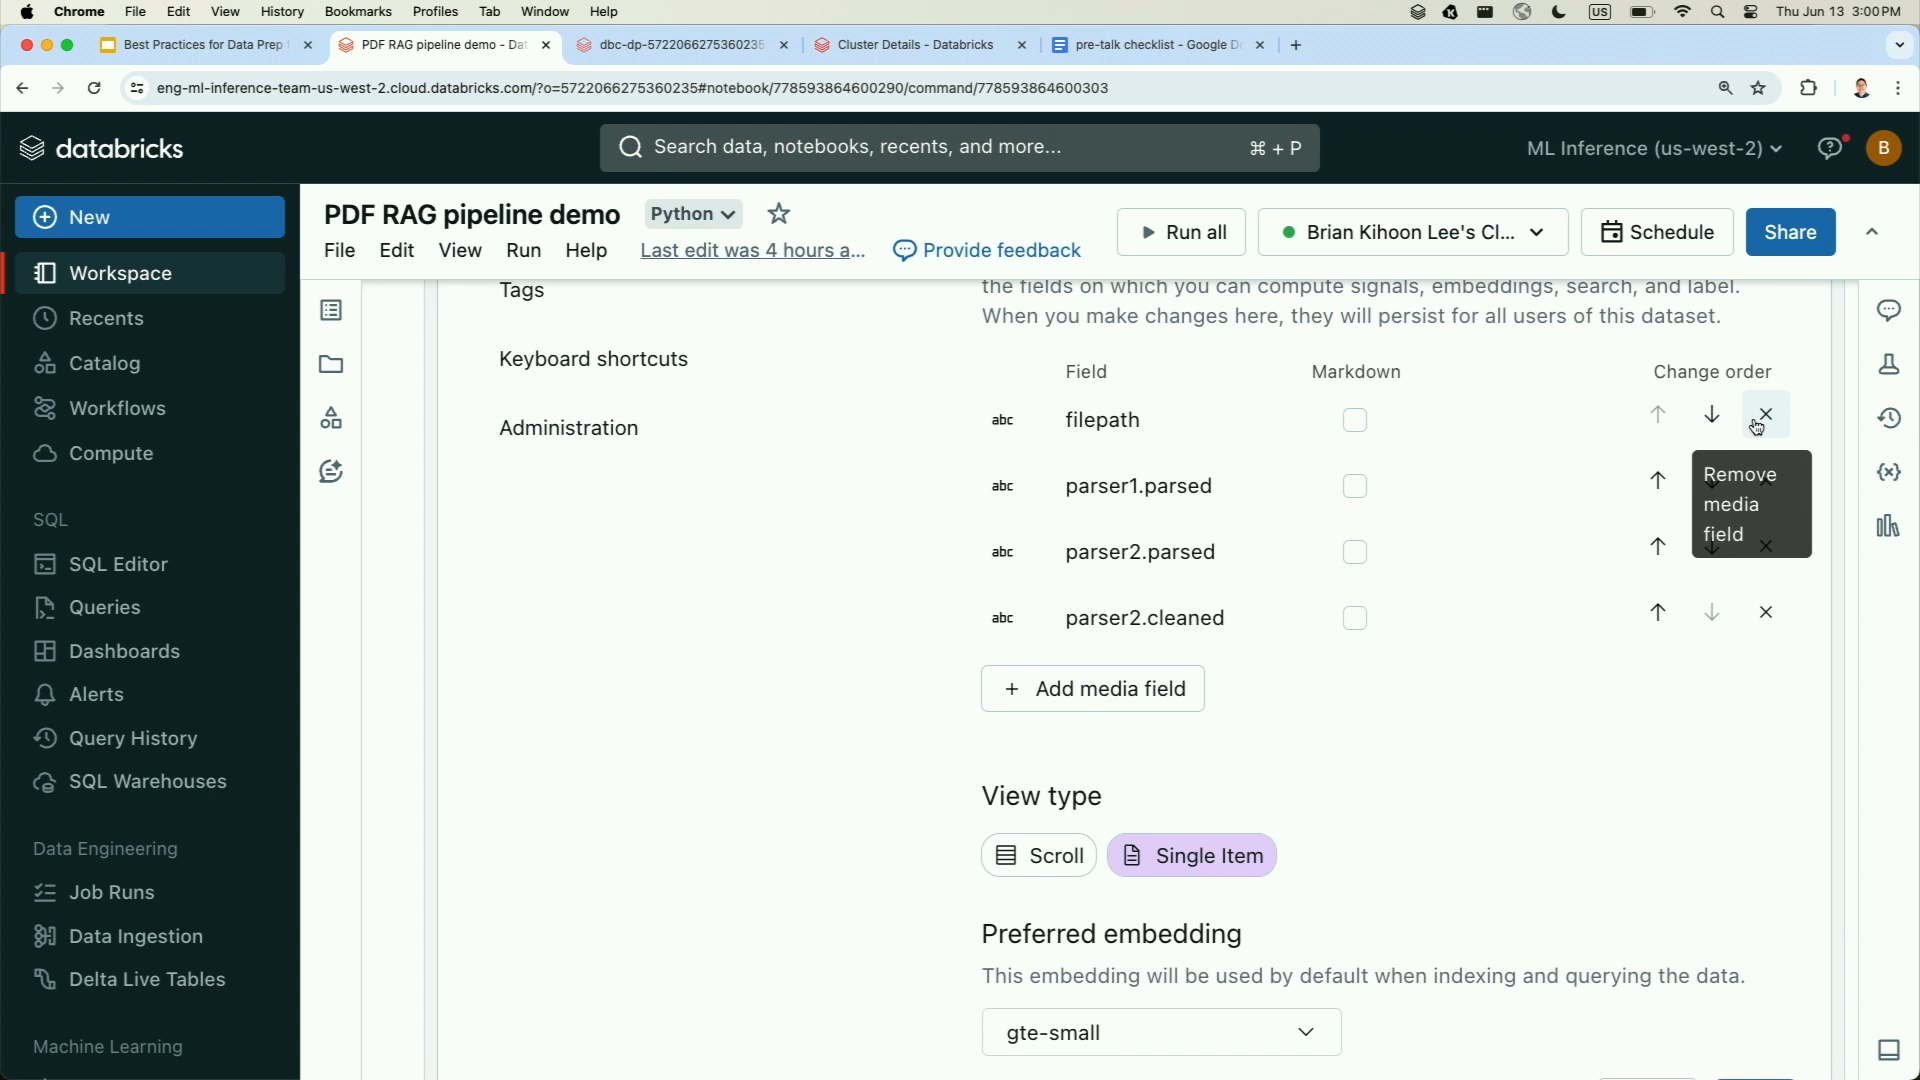 Chrome File Edit View History Bookmarks Profiles Tab Window Help US Thu Jun 13 3:00 PM
Best Practices for Data Prep PDF RAG pipeline demo - Dat dbc-dp-5722066275360235 Cluster Details - Databricks pre-talk checklist - Google D
eng-ml-inference-team-us-west-2.cloud.databricks.com/?o=5722066275360235#notebook/778593864600290/command/778593864600303
databricks Search data, notebooks, recents, and more... ⌘ + P ML Inference (us-west-2) B
New
Workspace
Recents
Catalog
Workflows
Compute
SQL
SQL Editor
Queries
Dashboards
Alerts
Query History
SQL Warehouses
Data Engineering
Job Runs
Data Ingestion
Delta Live Tables
Machine Learning
PDF RAG pipeline demo Python
File Edit View Run Help Last edit was 4 hours a... Provide feedback
Run all Brian Kihoon Lee's Cl... Schedule Share
Tags
Keyboard shortcuts
Administration
the fields on which you can compute signals, embeddings, search, and label.
When you make changes here, they will persist for all users of this dataset.
Field Markdown Change order
abc filepath
abc parser1.parsed
abc parser2.parsed
abc parser2.cleaned
Remove
media
field
+ Add media field
View type
Scroll Single Item
Preferred embedding
This embedding will be used by default when indexing and querying the data.
gte-small